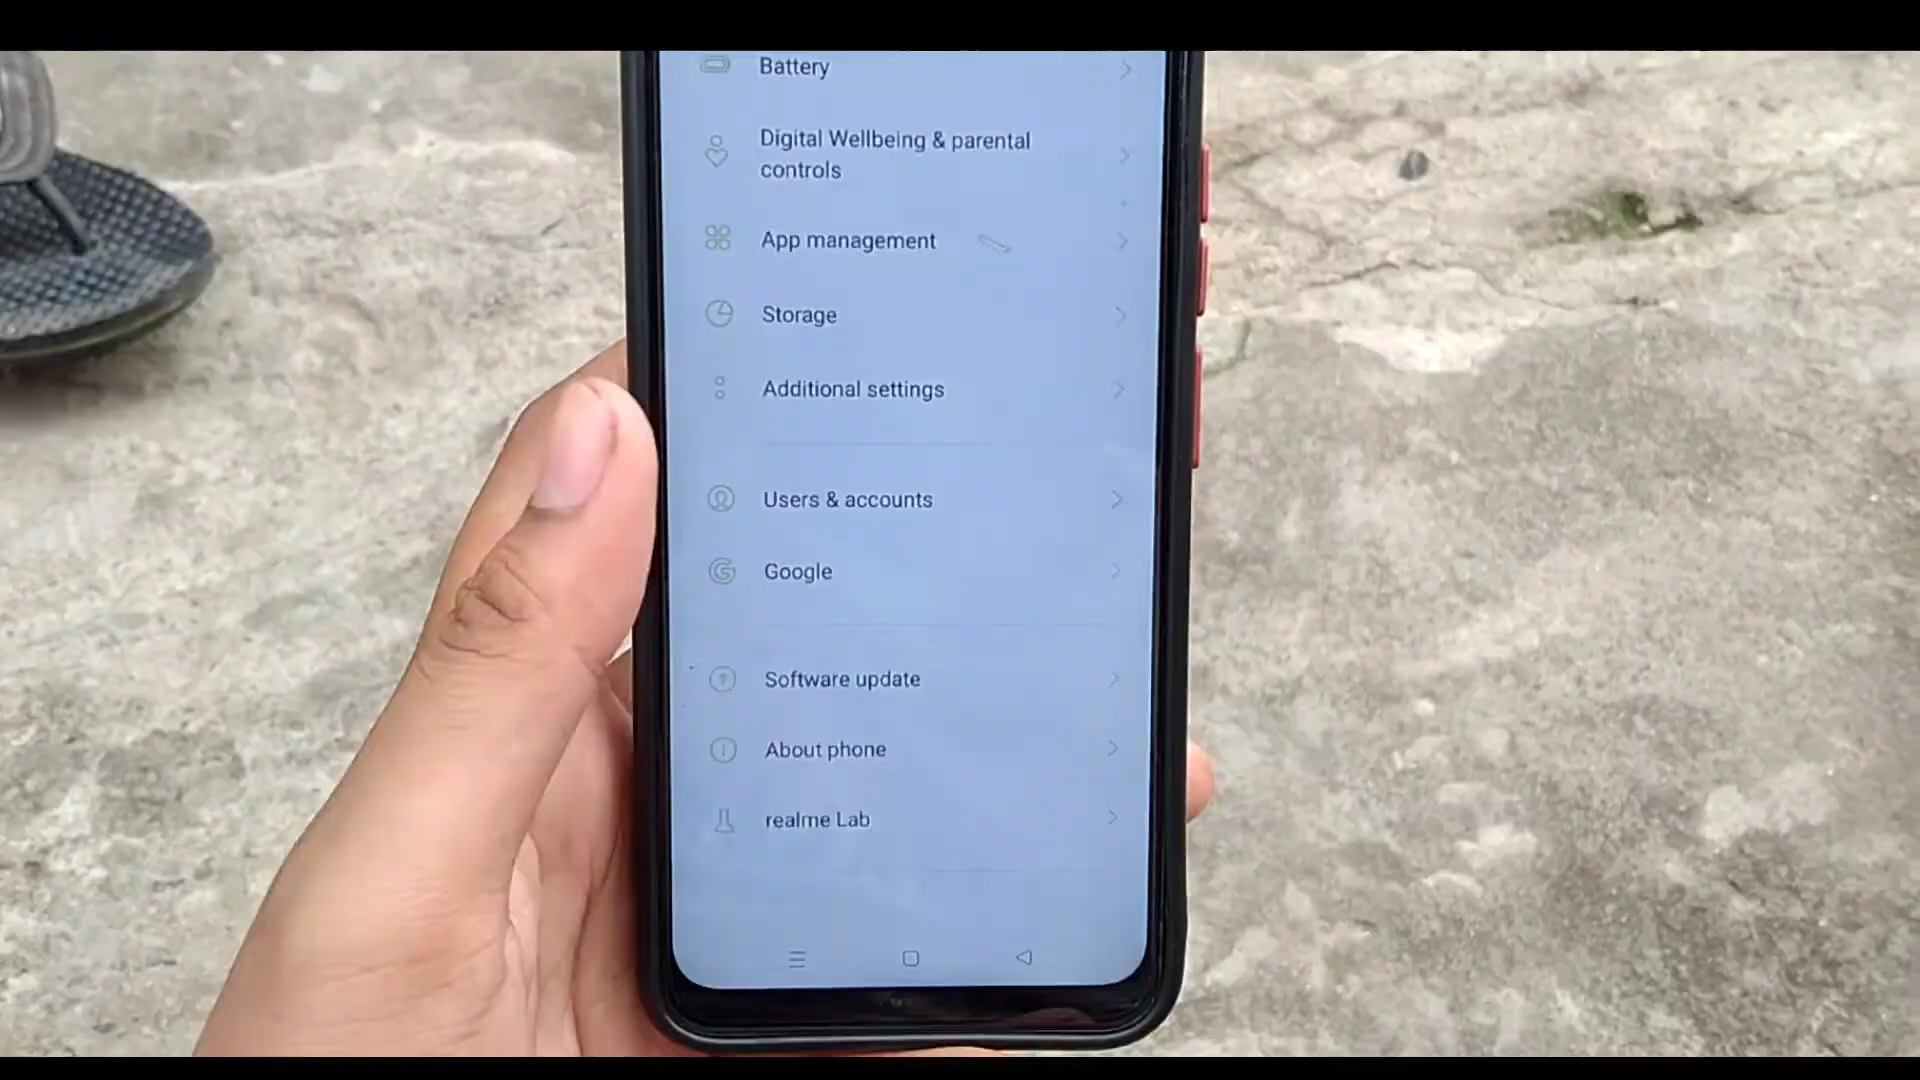 Battery
Digital Wellbeing & parental
controls
App management
Storage
Additional settings
Users & accounts
Google
Software update
About phone
realme Lab